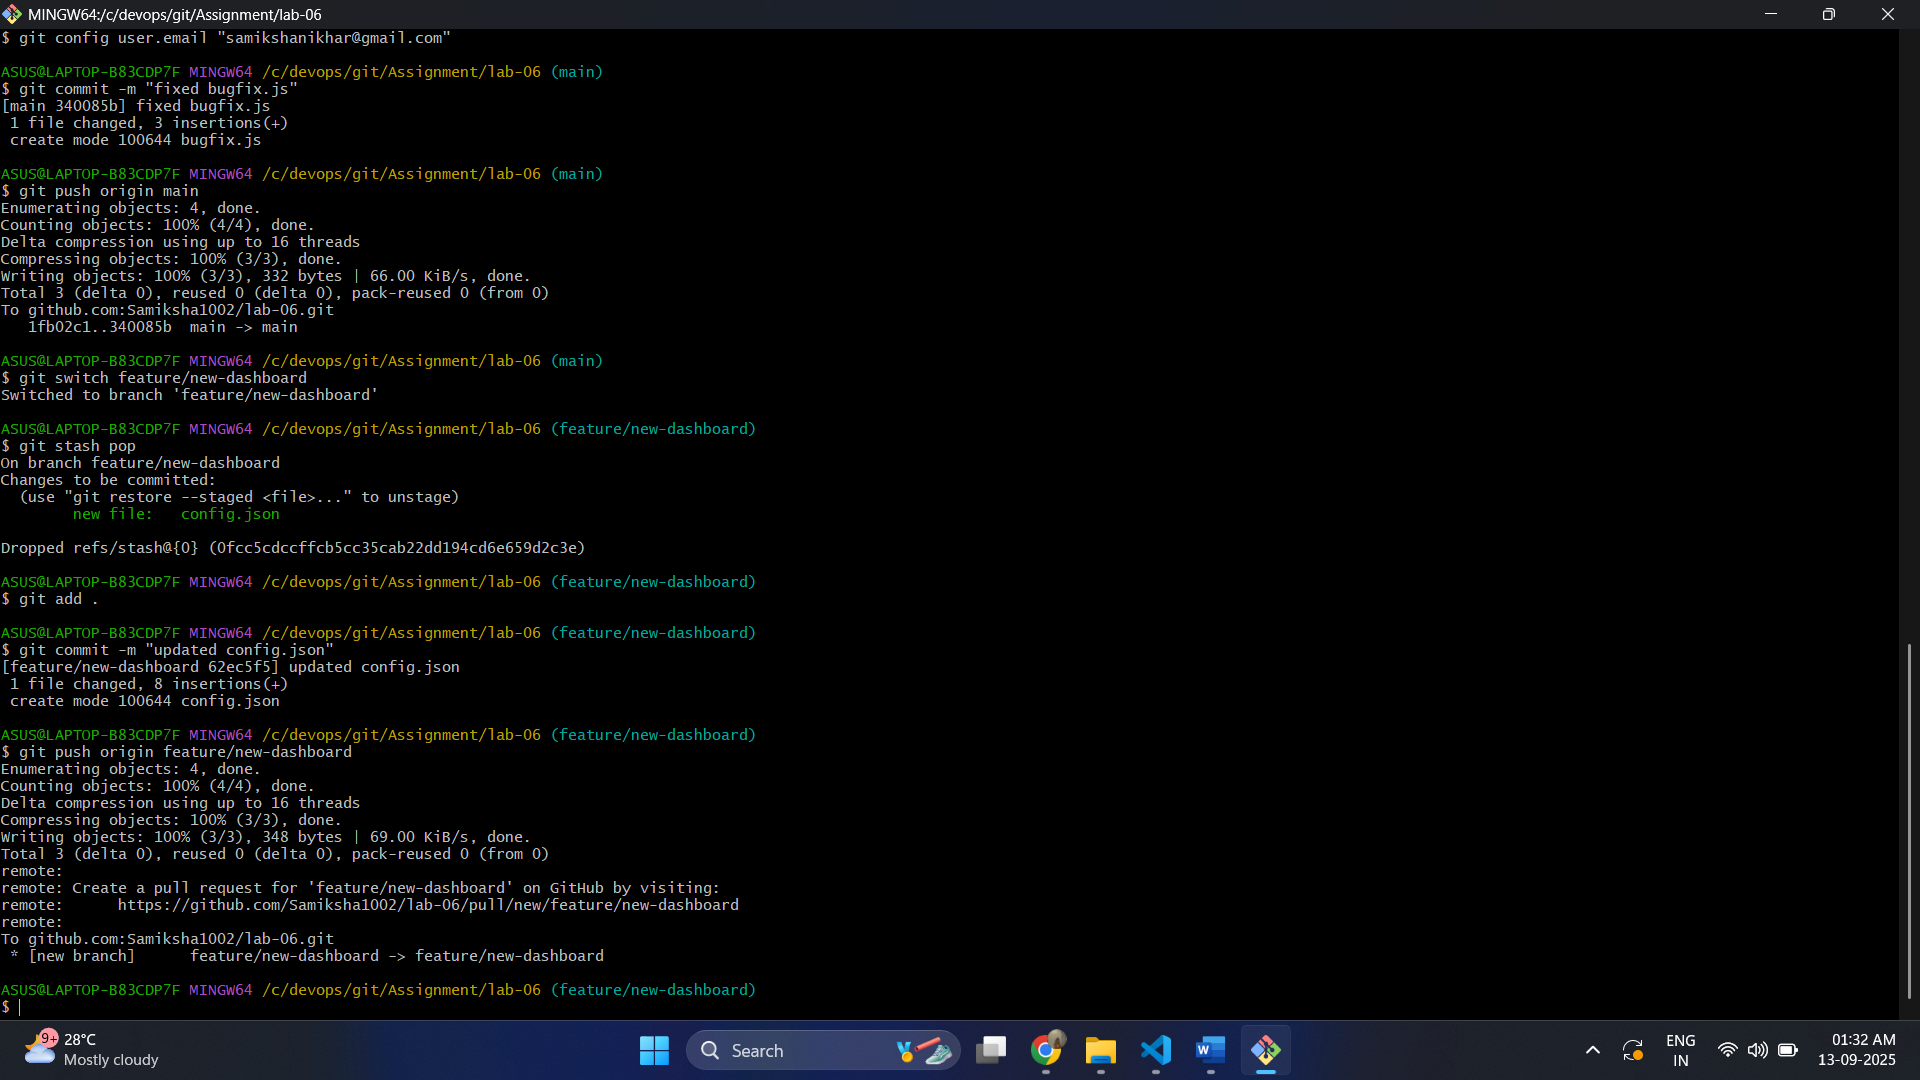 MINGW64:/c/devops/git/Assignment/lab-06
$ git config user.email "samikshanikhar@gmail.com"
ASUS@LAPTOP-B83CDP7F MINGW64 /c/devops/git/Assignment/lab-06 (main)
$ git commit -m "fixed bugfix.js"
[main 340085b] fixed bugfix.js
 1 file changed, 3 insertions(+)
 create mode 100644 bugfix.js
ASUS@LAPTOP-B83CDP7F MINGW64 /c/devops/git/Assignment/lab-06 (main)
$ git push origin main
Enumerating objects: 4, done.
Counting objects: 100% (4/4), done.
Delta compression using up to 16 threads
Compressing objects: 100% (3/3), done.
Writing objects: 100% (3/3), 332 bytes | 66.00 KiB/s, done.
Total 3 (delta 0), reused 0 (delta 0), pack-reused 0 (from 0)
To github.com:Samiksha1002/lab-06.git
   1fb02c1..340085b  main -> main
ASUS@LAPTOP-B83CDP7F MINGW64 /c/devops/git/Assignment/lab-06 (main)
$ git switch feature/new-dashboard
Switched to branch 'feature/new-dashboard'
ASUS@LAPTOP-B83CDP7F MINGW64 /c/devops/git/Assignment/lab-06 (feature/new-dashboard)
$ git stash pop
On branch feature/new-dashboard
Changes to be committed:
  (use "git restore --staged <file>..." to unstage)
        new file:   config.json
Dropped refs/stash@{0} (0fcc5cdccffcb5cc35cab22dd194cd6e659d2c3e)
ASUS@LAPTOP-B83CDP7F MINGW64 /c/devops/git/Assignment/lab-06 (feature/new-dashboard)
$ git add .
ASUS@LAPTOP-B83CDP7F MINGW64 /c/devops/git/Assignment/lab-06 (feature/new-dashboard)
$ git commit -m "updated config.json"
[feature/new-dashboard 62ec5f5] updated config.json
 1 file changed, 8 insertions(+)
 create mode 100644 config.json
ASUS@LAPTOP-B83CDP7F MINGW64 /c/devops/git/Assignment/lab-06 (feature/new-dashboard)
$ git push origin feature/new-dashboard
Enumerating objects: 4, done.
Counting objects: 100% (4/4), done.
Delta compression using up to 16 threads
Compressing objects: 100% (3/3), done.
Writing objects: 100% (3/3), 348 bytes | 69.00 KiB/s, done.
Total 3 (delta 0), reused 0 (delta 0), pack-reused 0 (from 0)
remote:
remote: Create a pull request for 'feature/new-dashboard' on GitHub by visiting:
remote:      https://github.com/Samiksha1002/lab-06/pull/new/feature/new-dashboard
remote:
To github.com:Samiksha1002/lab-06.git
 * [new branch]      feature/new-dashboard -> feature/new-dashboard
ASUS@LAPTOP-B83CDP7F MINGW64 /c/devops/git/Assignment/lab-06 (feature/new-dashboard)
$
9+
28°C
Mostly cloudy
Search
W
ENG
IN
01:32 AM
13-09-2025